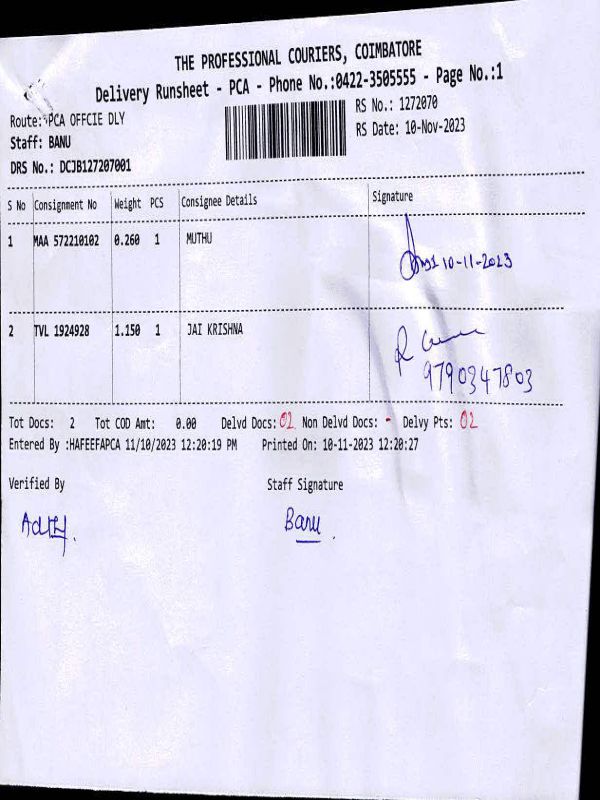 THE PROFESSIONAL COURIERS, COIMBATORE
Delivery Runsheet - PCA - Phone No.:0422-3505555 - Page No.:1
Route: PCA OFFCIE DLY
RS No.: 1272070
Staff: BANU
RS Date: 10-Nov-2023
DRS No.: DCJB127207001
S No Consignment No Weight PCS Consignee Details Signature
1 MAA 572210102 0.260 1 MUTHU
10-11-2023
2 TVL 1924928 1.150 1 JAI KRISHNA
9790347803
Tot Docs: 2 Tot COD Amt: 0.00 Delvd Docs: 02 Non Delvd Docs: - Delvy Pts: 02
Entered By :HAFEEFAPCA 11/10/2023 12:20:19 PM Printed On: 10-11-2023 12:20:27
Verified By Staff Signature
Banu